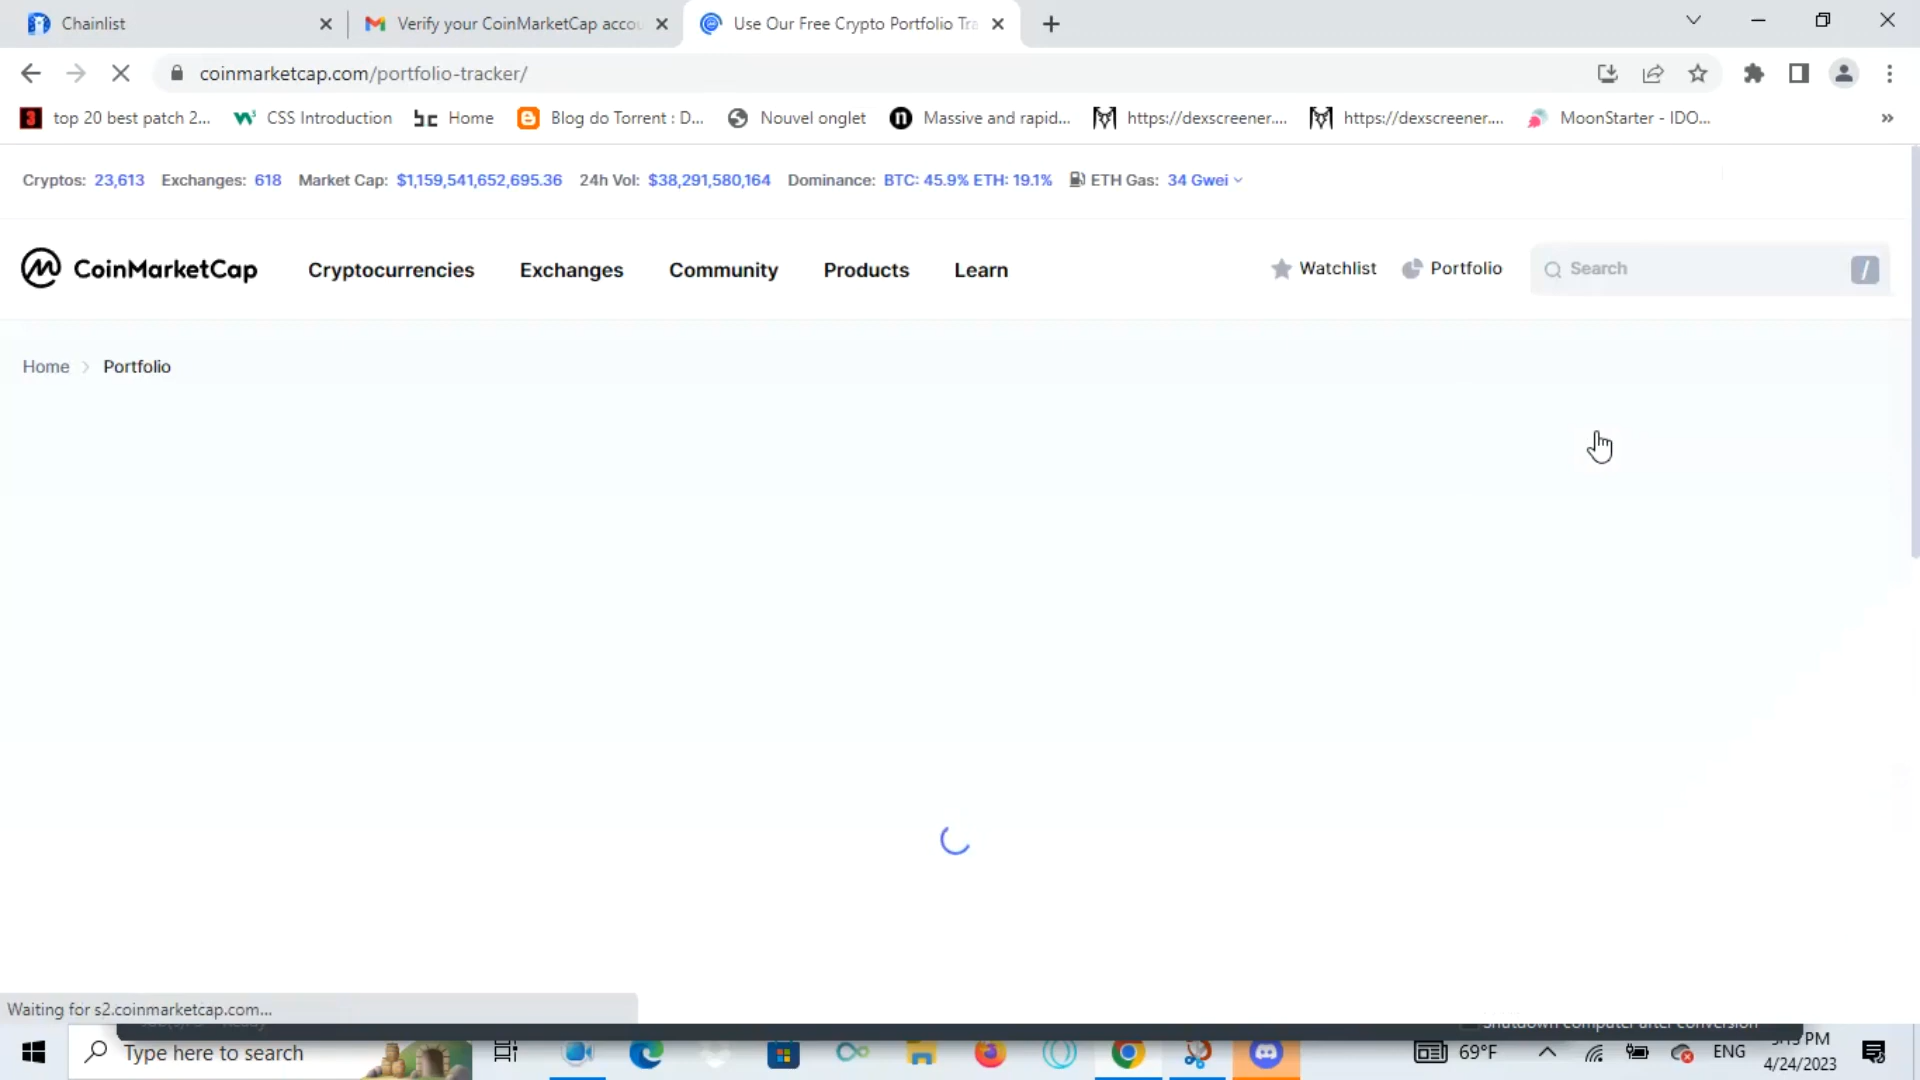 Chainlist
Verify your CoinMarketCap accou
Use Our Free Crypto Portfolio Tra
coinmarketcap.com/portfolio-tracker/
top 20 best patch 2...
CSS Introduction
Home
Blog do Torrent : D...
Nouvel onglet
Massive and rapid...
https://dexscreener....
https://dexscreener....
MoonStarter - IDO...
Cryptos: 23,613 Exchanges: 618 Market Cap: $1,159,541,652,695.36 24h Vol: $38,291,580,164 Dominance: BTC: 45.9% ETH: 19.1% ETH Gas: 34 Gwei
CoinMarketCap
Cryptocurrencies
Exchanges
Community
Products
Learn
Watchlist
Portfolio
Search
/
Home > Portfolio
Waiting for s2.coinmarketcap.com...
Shutdown computer after conversion
Type here to search
69°F
ENG
PM
4/24/2023